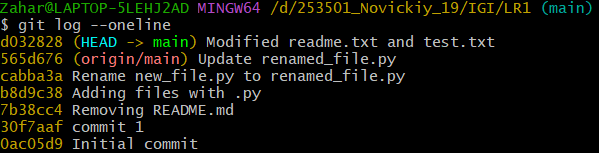 Zahar@LAPTOP-5LEHJ2AD MINGW64 /d/253501_Novickiy_19/IGI/LR1 (main)
$ git log --oneline
d032828 (HEAD -> main) Modified readme.txt and test.txt
565d676 (origin/main) Update renamed_file.py
cabba3a Rename new_file.py to renamed_file.py
b8d9c38 Adding files with .py
7b38cc4 Removing README.md
30f7aaf commit 1
0ac05d9 Initial commit